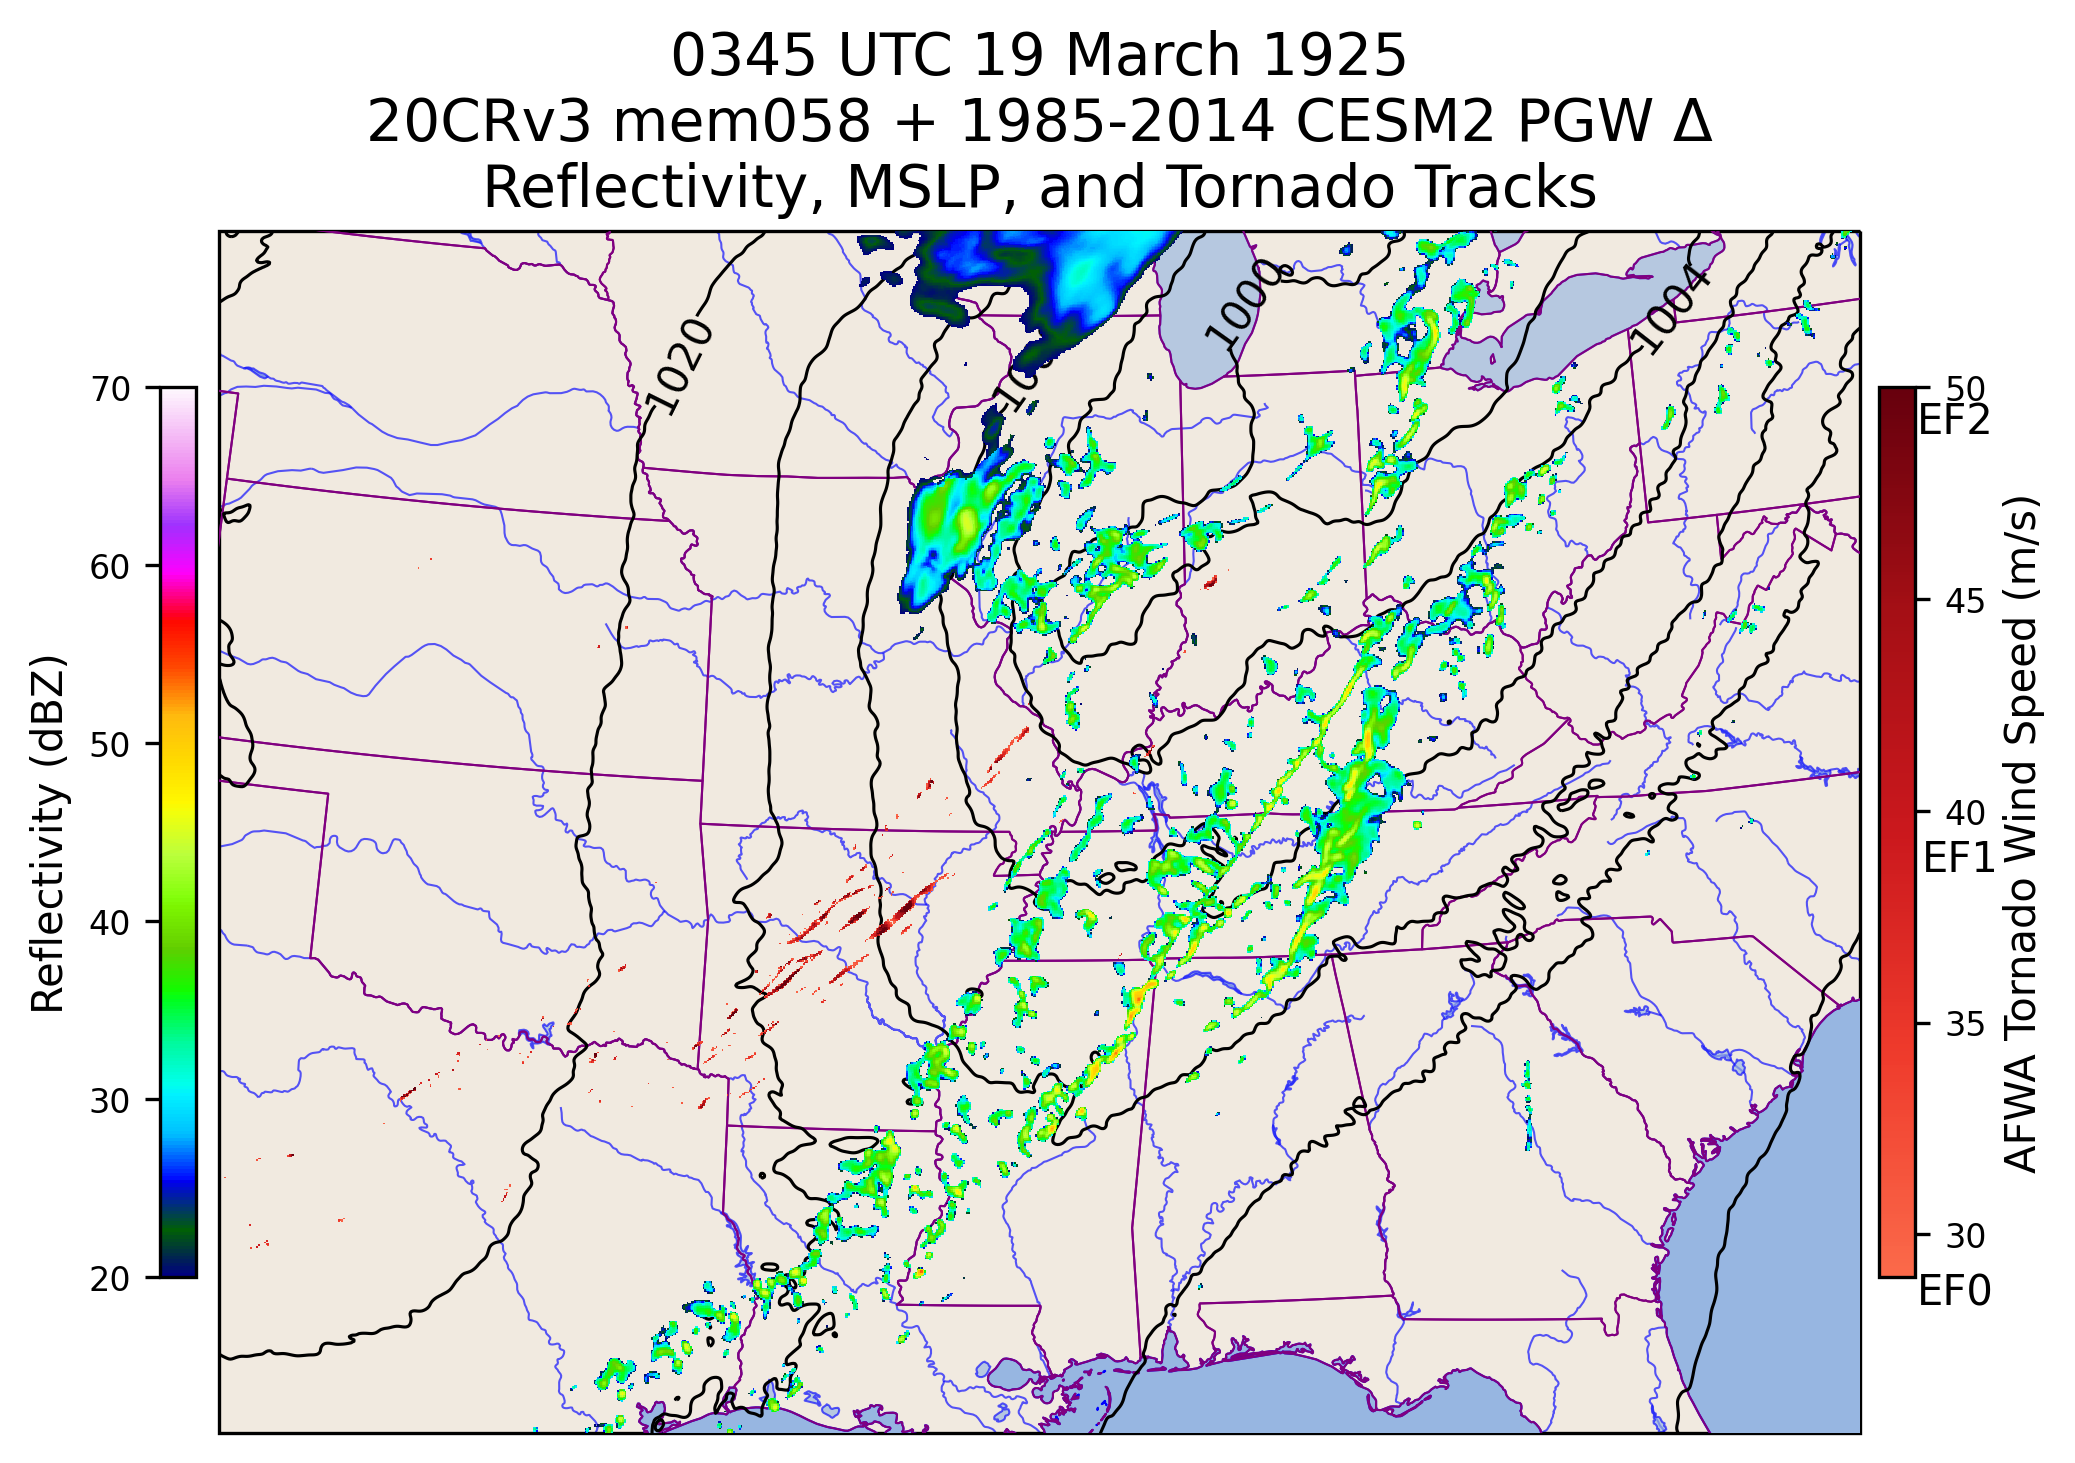 0345 UTC 19 March 1925
20CRv3 mem058 + 1985-2014 CESM2 PGW Δ
Reflectivity, MSLP, and Tornado Tracks
1020
1000
1004
70
60
50
40
30
20
Reflectivity (dBZ)
50
EF2
45
40
EF1
35
30
EF0
AFWA Tornado Wind Speed (m/s)